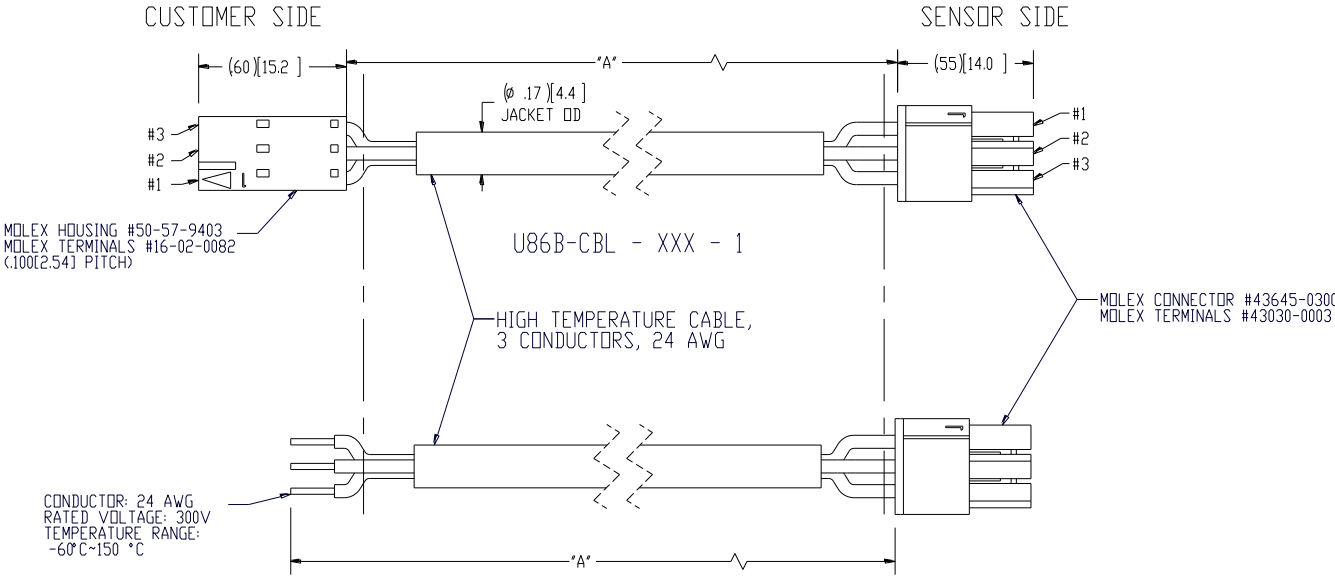 CUSTOMER SIDE
SENSOR SIDE
(.60)[15.2 ]
"A"
(.55)[14.0 ]
(ø .17)[4.4 ]
JACKET OD
#3
#2
#1
1
1
#1
#2
#3
MOLEX HOUSING #50-57-9403
MOLEX TERMINALS #16-02-0082
(.100[2.54] PITCH)
U86B-CBL - XXX - 1
HIGH TEMPERATURE CABLE,
3 CONDUCTORS, 24 AWG
MOLEX CONNECTOR #43645-0300
MOLEX TERMINALS #43030-0003
1
CONDUCTOR: 24 AWG
RATED VOLTAGE: 300V
TEMPERATURE RANGE:
-60°C~150 °C
"A"